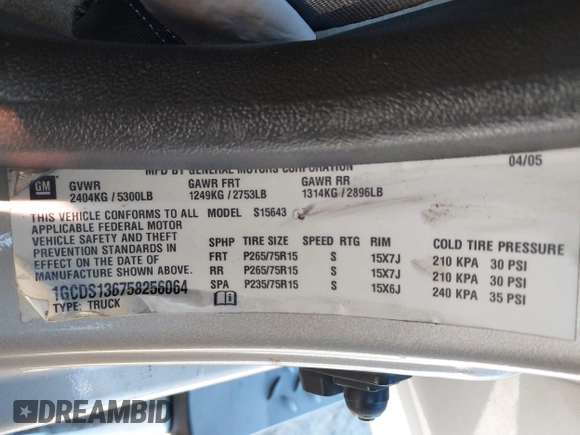 MFD BY GENERAL MOTORS CORPORATION 04/05
GM
GVWR GAWR FRT GAWR RR
2404KG / 5300LB 1249KG / 2753LB 1314KG / 2896LB
THIS VEHICLE CONFORMS TO ALL MODEL S15643
APPLICABLE FEDERAL MOTOR
VEHICLE SAFETY AND THEFT
PREVENTION STANDARDS IN
EFFECT ON THE DATE OF
MANUFACTURE SHOWN ABOVE.
1GCDS136758256064
TYPE: TRUCK
SPHP TIRE SIZE SPEED RTG RIM COLD TIRE PRESSURE
FRT P265/75R15 S 15X7J 210 KPA 30 PSI
RR P265/75R15 S 15X7J 210 KPA 30 PSI
SPA P235/75R15 S 15X6J 240 KPA 35 PSI
DREAMBID